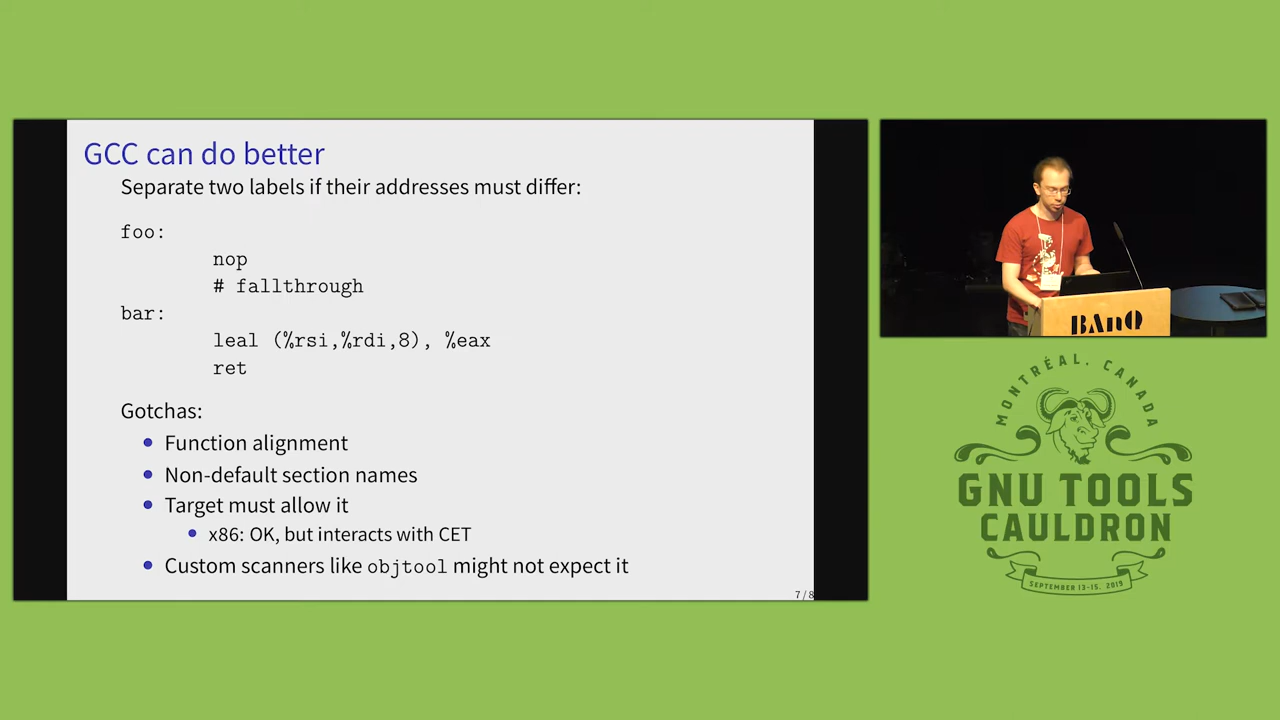 GCC can do better
Separate two labels if their addresses must differ:
foo:
nop
# fallthrough
bar:
leal (%rsi,%rdi,8), %eax
ret
Gotchas:
Function alignment
Non-default section names
Target must allow it
x86: OK, but interacts with CET
Custom scanners like objtool might not expect it
7 / 8
BAnQ
MONTRÉAL, CANADA
GNU TOOLS
CAULDRON
SEPTEMBER 13-15, 2019